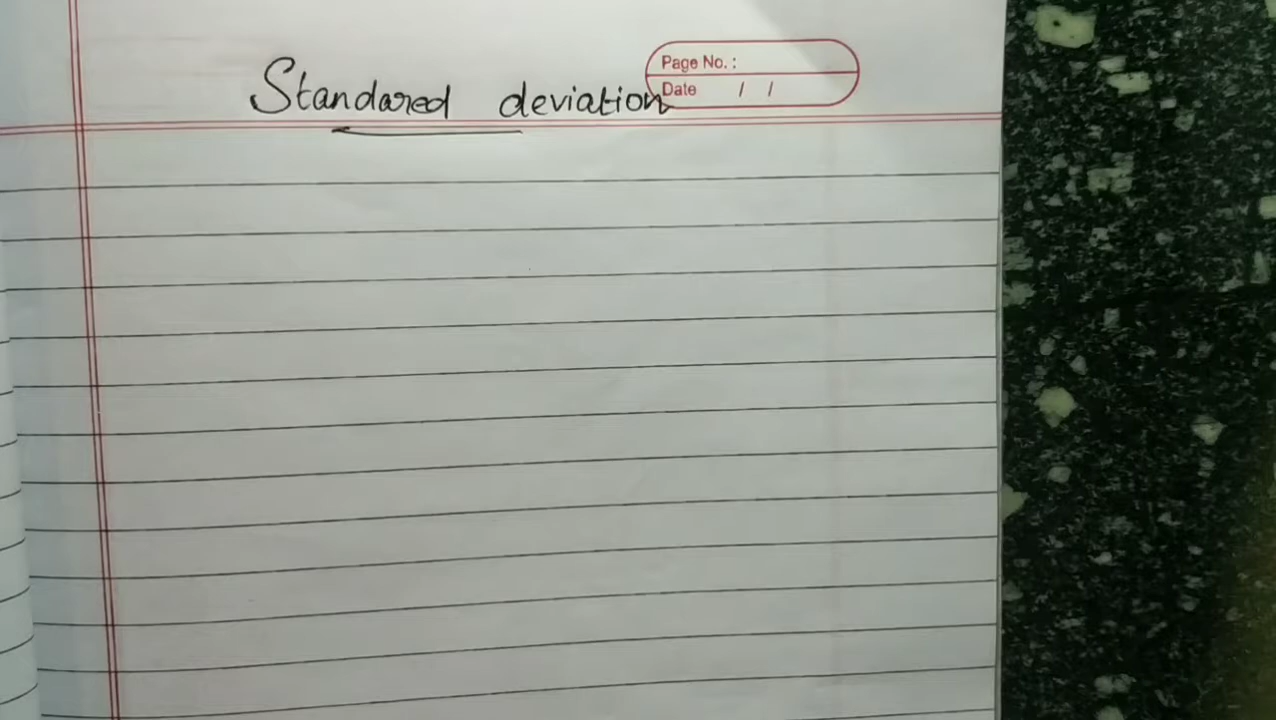 Standared deviation
Page No. :
Date / /